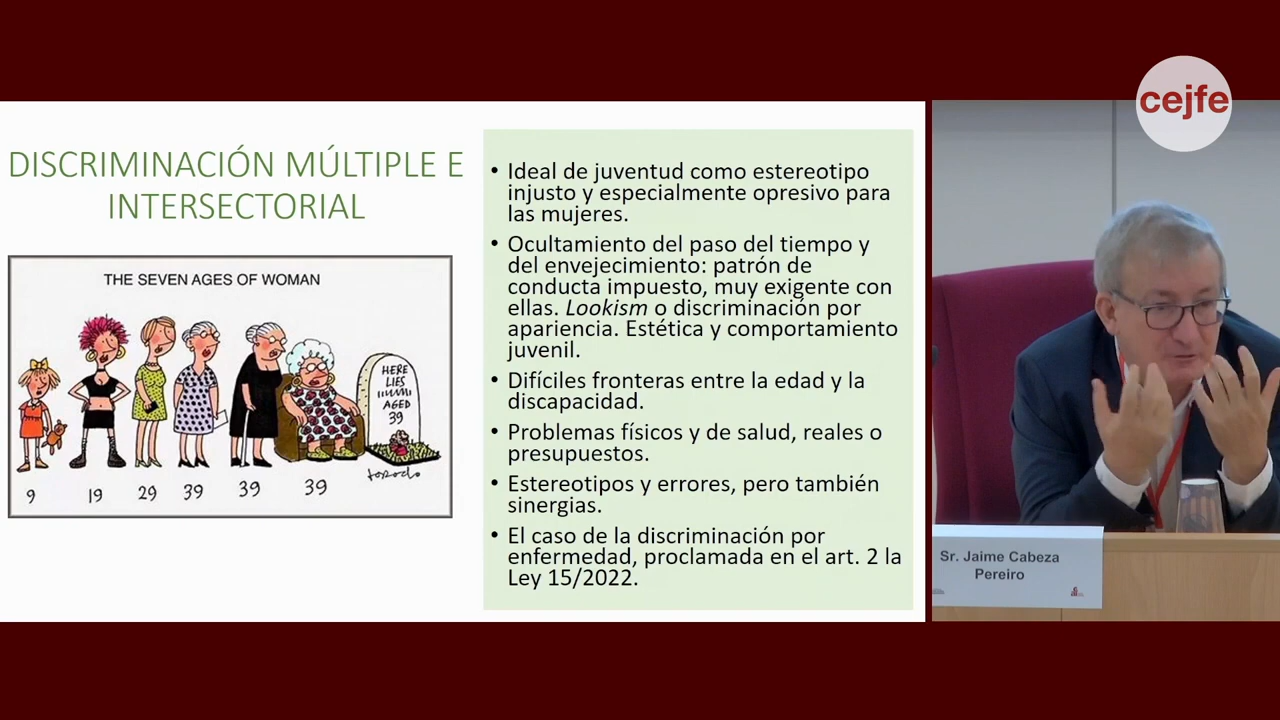 cejfe
DISCRIMINACIÓN MÚLTIPLE E
INTERSECTORIAL
THE SEVEN AGES OF WOMAN
HERE
LIES
AGED
39
9 19 29 39 39 39
• Ideal de juventud como estereotipo
injusto y especialmente opresivo para
las mujeres.
• Ocultamiento del paso del tiempo y
del envejecimiento: patrón de
conducta impuesto, muy exigente con
ellas. Lookism o discriminación por
apariencia. Estética y comportamiento
juvenil.
• Difíciles fronteras entre la edad y la
discapacidad.
• Problemas físicos y de salud, reales o
presupuestos.
• Estereotipos y errores, pero también
sinergias.
• El caso de la discriminación por
enfermedad, proclamada en el art. 2 la
Ley 15/2022.
Sr. Jaime Cabeza
Pereiro